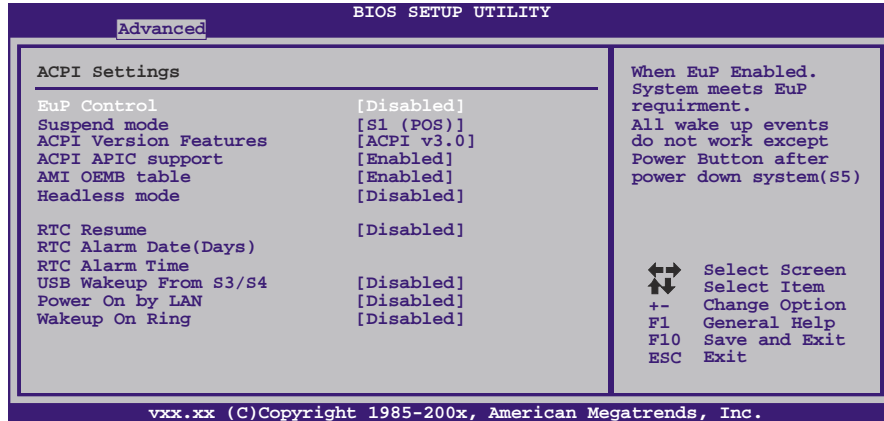 BIOS SETUP UTILITY
Advanced
ACPI Settings
EuP Control [Disabled]
Suspend mode [S1 (POS)]
ACPI Version Features [ACPI v3.0]
ACPI APIC support [Enabled]
AMI OEMB table [Enabled]
Headless mode [Disabled]
RTC Resume [Disabled]
RTC Alarm Date(Days)
RTC Alarm Time
USB Wakeup From S3/S4 [Disabled]
Power On by LAN [Disabled]
Wakeup On Ring [Disabled]
When EuP Enabled.
System meets EuP
requirment.
All wake up events
do not work except
Power Button after
power down system(S5)
Select Screen
Select Item
+- Change Option
F1 General Help
F10 Save and Exit
ESC Exit
vxx.xx (C)Copyright 1985-200x, American Megatrends, Inc.